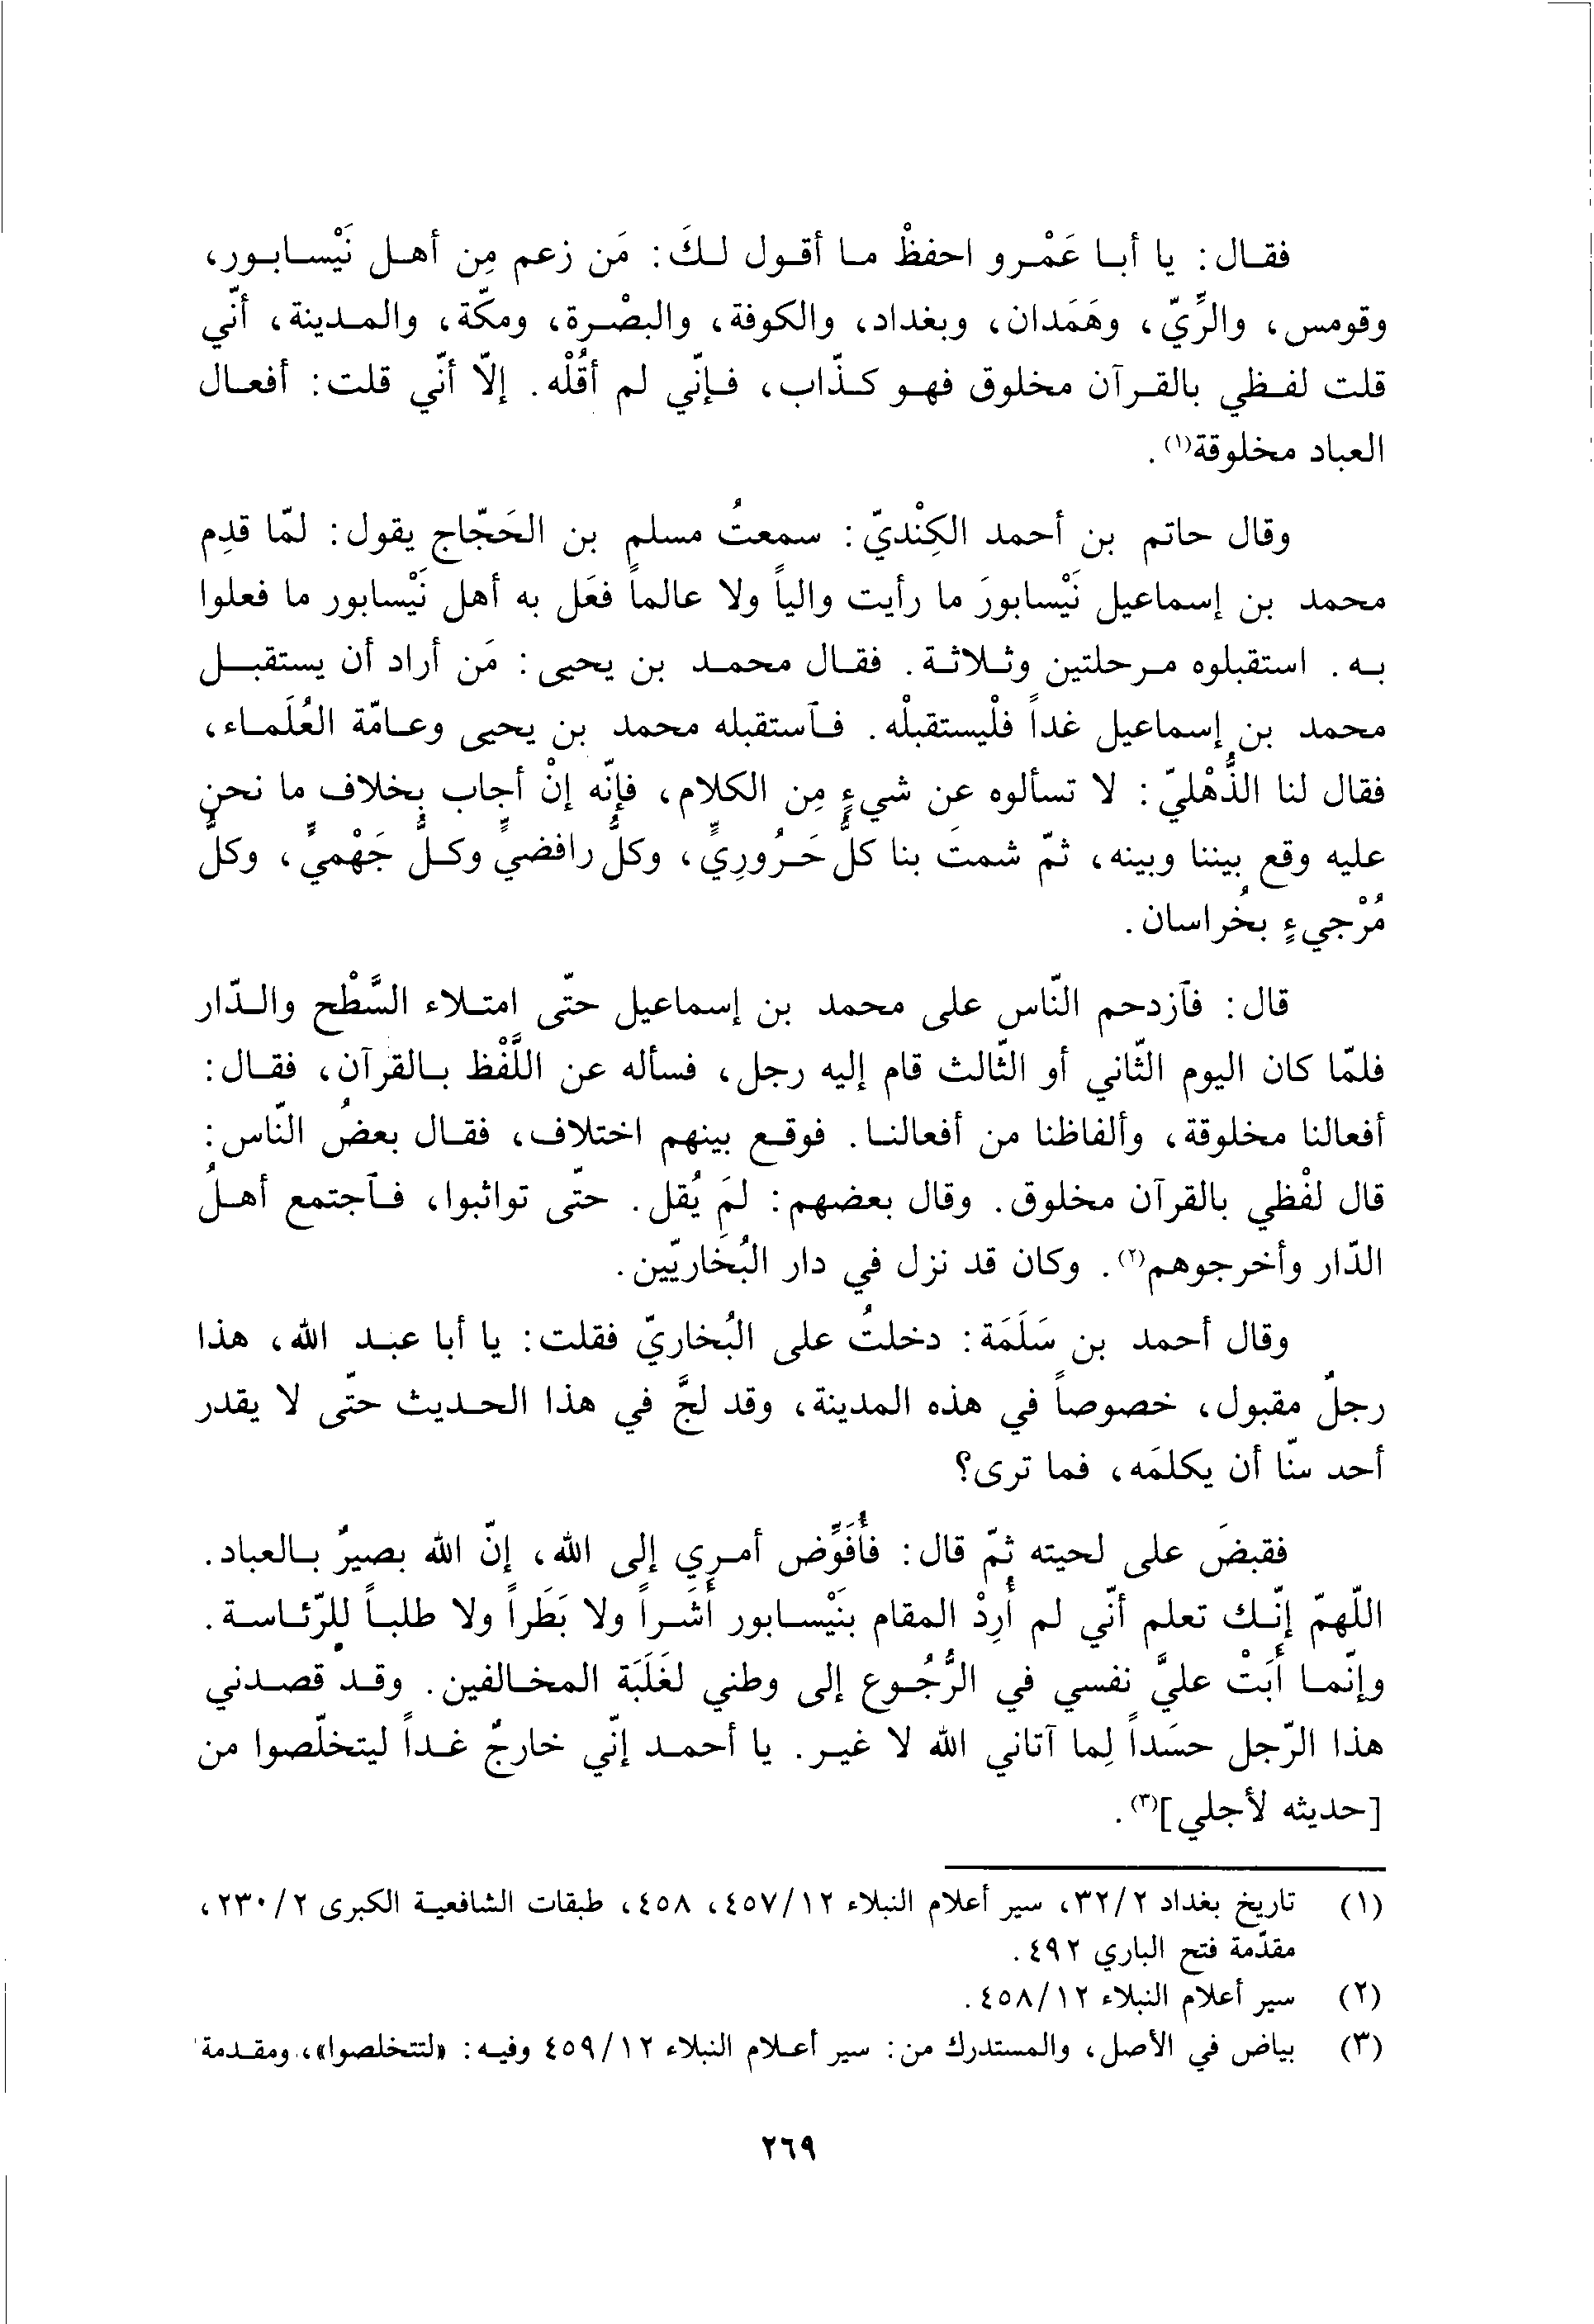 فقال: يا أبا عَمْرو احفظْ ما أقول لكَ: مَن زعم مِن أهل نَيْسابور،
وقومس، والرِّيّ، وهَمَدان، وبغداد، والكوفة، والبصْرة، ومكّة، والمدينة، أنّي
قلت لفظي بالقرآن مخلوق فهو كذّاب، فإنّي لم أقُلْه. إلاّ أنّي قلت: أفعال
العباد مخلوقة(١).
وقال حاتم بن أحمد الكِنْديّ: سمعتُ مسلم بن الحَجّاج يقول: لمّا قدِم
محمد بن إسماعيل نَيْسابورَ ما رأيت والياً ولا عالماً فعَل به أهل نَيْسابور ما فعلوا
به. استقبلوه مرحلتين وثلاثة. فقال محمد بن يحيى: مَن أراد أن يستقبل
محمد بن إسماعيل غداً فلْيستقبلْه. فآستقبله محمد بن يحيى وعامّة العُلَماء،
فقال لنا الذُّهْليّ: لا تسألوه عن شيءٍ مِن الكلام، فإنّه إنْ أجاب بخلاف ما نحن
عليه وقع بيننا وبينه، ثمّ شمتَ بنا كلُّ حَرُورِيٍّ، وكلُّ رافضيٍّ وكلُّ جَهْميٍّ، وكلُّ
مُرْجيءٍ بخُراسان.
قال: فآزدحم النّاس على محمد بن إسماعيل حتّى امتلاء السَّطْح والدّار
فلمّا كان اليوم الثّاني أو الثّالث قام إليه رجل، فسأله عن اللَّفْظ بالقرآن، فقال:
أفعالنا مخلوقة، وألفاظنا من أفعالنا. فوقع بينهم اختلاف، فقال بعضُ النّاس:
قال لفْظي بالقرآن مخلوق. وقال بعضهم: لمَ يُقل. حتّى تواثبوا، فآجتمع أهلُ
الدّار وأخرجوهم(٢). وكان قد نزل في دار البُخَاريّين.
وقال أحمد بن سَلَمَة: دخلتُ على البُخاريّ فقلت: يا أبا عبد الله، هذا
رجلٌ مقبول، خصوصاً في هذه المدينة، وقد لجَّ في هذا الحديث حتّى لا يقدر
أحد منّا أن يكلمَه، فما ترى؟
فقبضَ على لحيته ثمّ قال: فأُفَوِّض أمري إلى الله، إنّ الله بصيرٌ بالعباد.
اللّهمّ إنّك تعلم أنّي لم أُرِدْ المقام بنَيْسابور أشَراً ولا بَطَراً ولا طلباً للرّئاسة.
وإنّما أَبَتْ عليَّ نفسي في الرُّجُوع إلى وطني لغَلَبَة المخالفين. وقد قصدني
هذا الرّجل حسَداً لِما آتاني الله لا غير. يا أحمد إنّي خارجٌ غداً ليتخلّصوا من
[حديثه لأجلي](٣).
(١) تاريخ بغداد ٣٢/٢، سير أعلام النبلاء ٤٥٧/١٢، ٤٥٨، طبقات الشافعية الكبرى ٢٣٠/٢،
مقدّمة فتح الباري ٤٩٢.
(٢) سير أعلام النبلاء ٤٥٨/١٢.
(٣) بياض في الأصل، والمستدرك من: سير أعلام النبلاء ٤٥٩/١٢ وفيه: «لتتخلصوا»، ومقدمة
٢٦٩